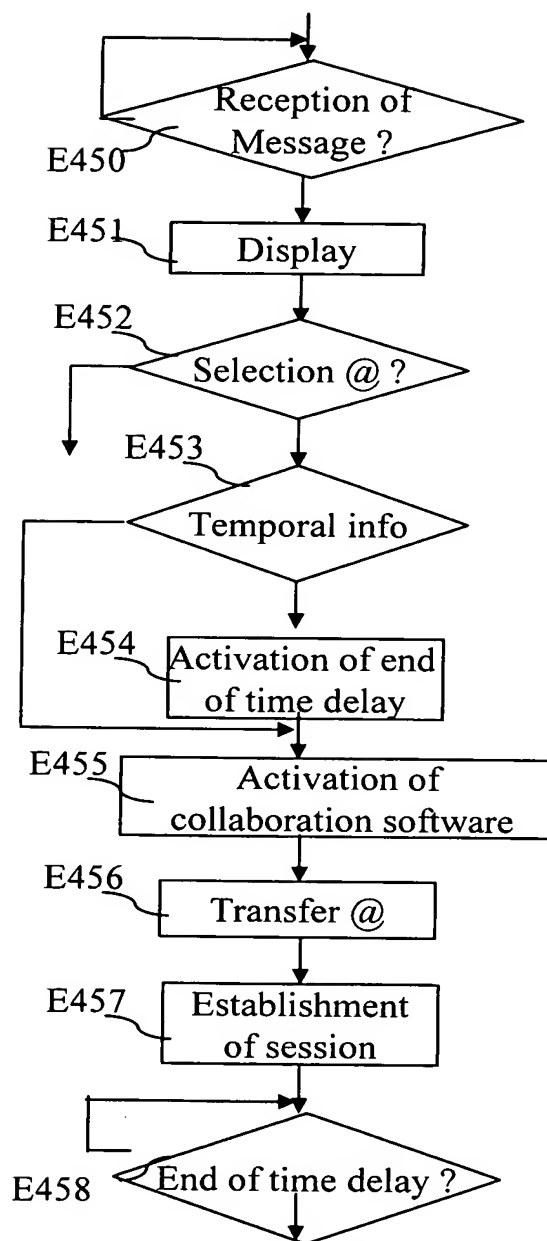 Reception of
Message ?
E450
E451
Display
E452
Selection @ ?
E453
Temporal info
E454
Activation of end
of time delay
E455
Activation of
collaboration software
E456
Transfer @
E457
Establishment
of session
E458
End of time delay ?